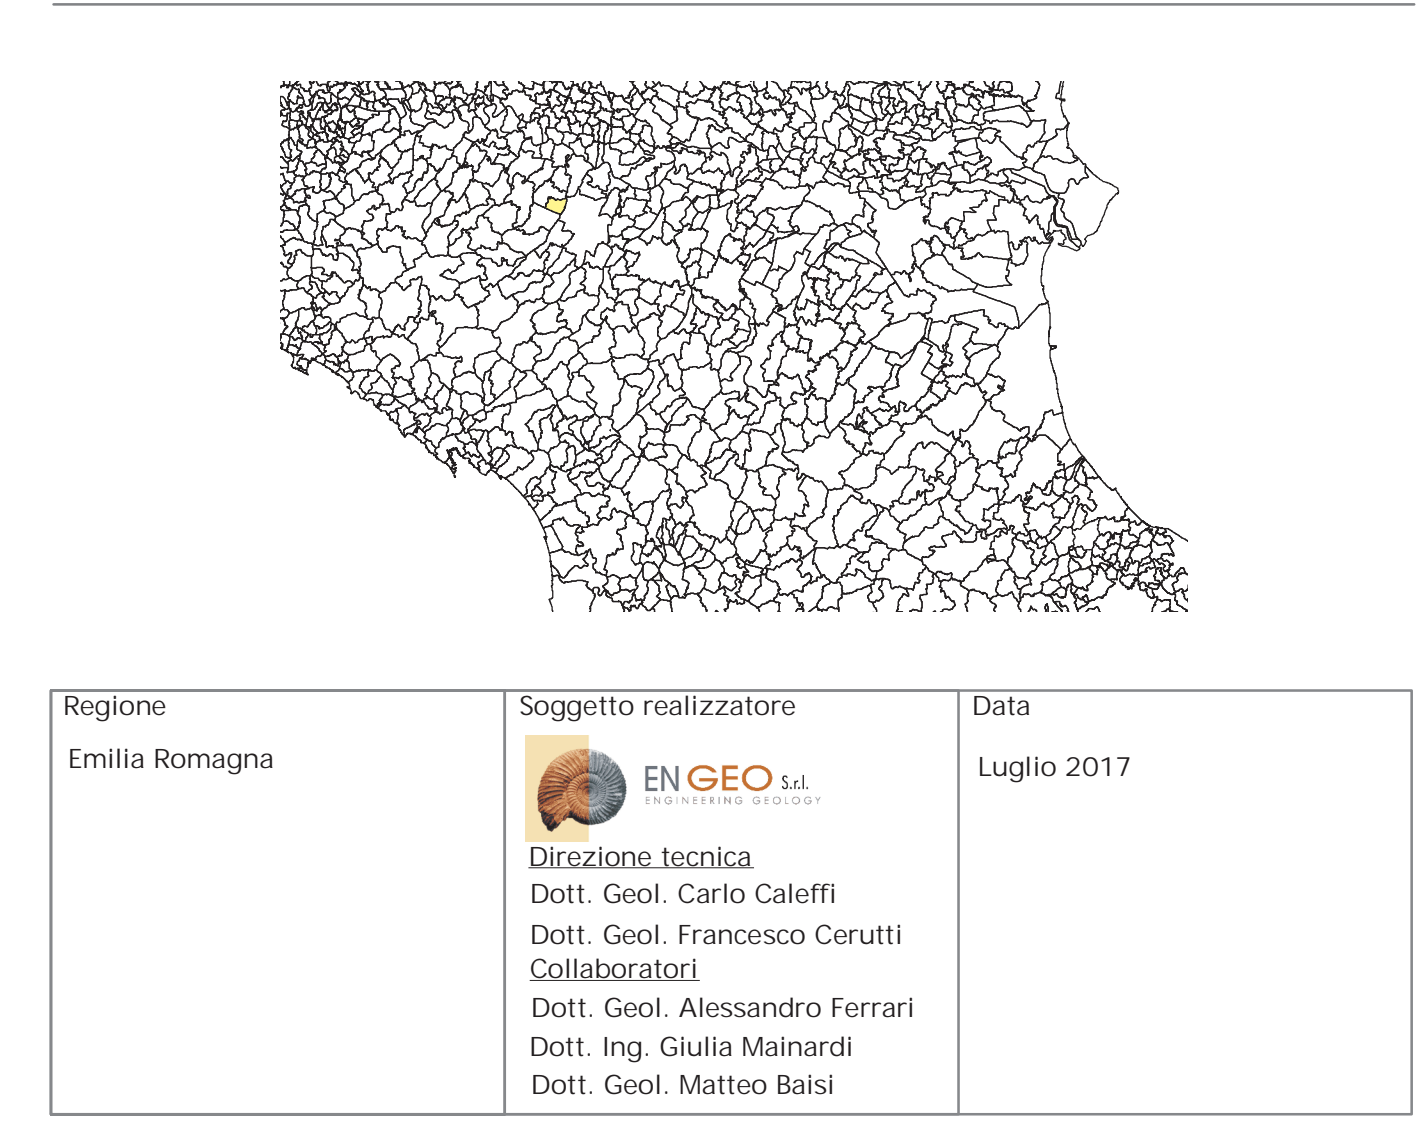 Regione
Emilia Romagna
Soggetto realizzatore
EN GEO S.r.l.
ENGINEERING GEOLOGY
Direzione tecnica
Dott. Geol. Carlo Caleffi
Dott. Geol. Francesco Cerutti
Collaboratori
Dott. Geol. Alessandro Ferrari
Dott. Ing. Giulia Mainardi
Dott. Geol. Matteo Baisi
Data
Luglio 2017